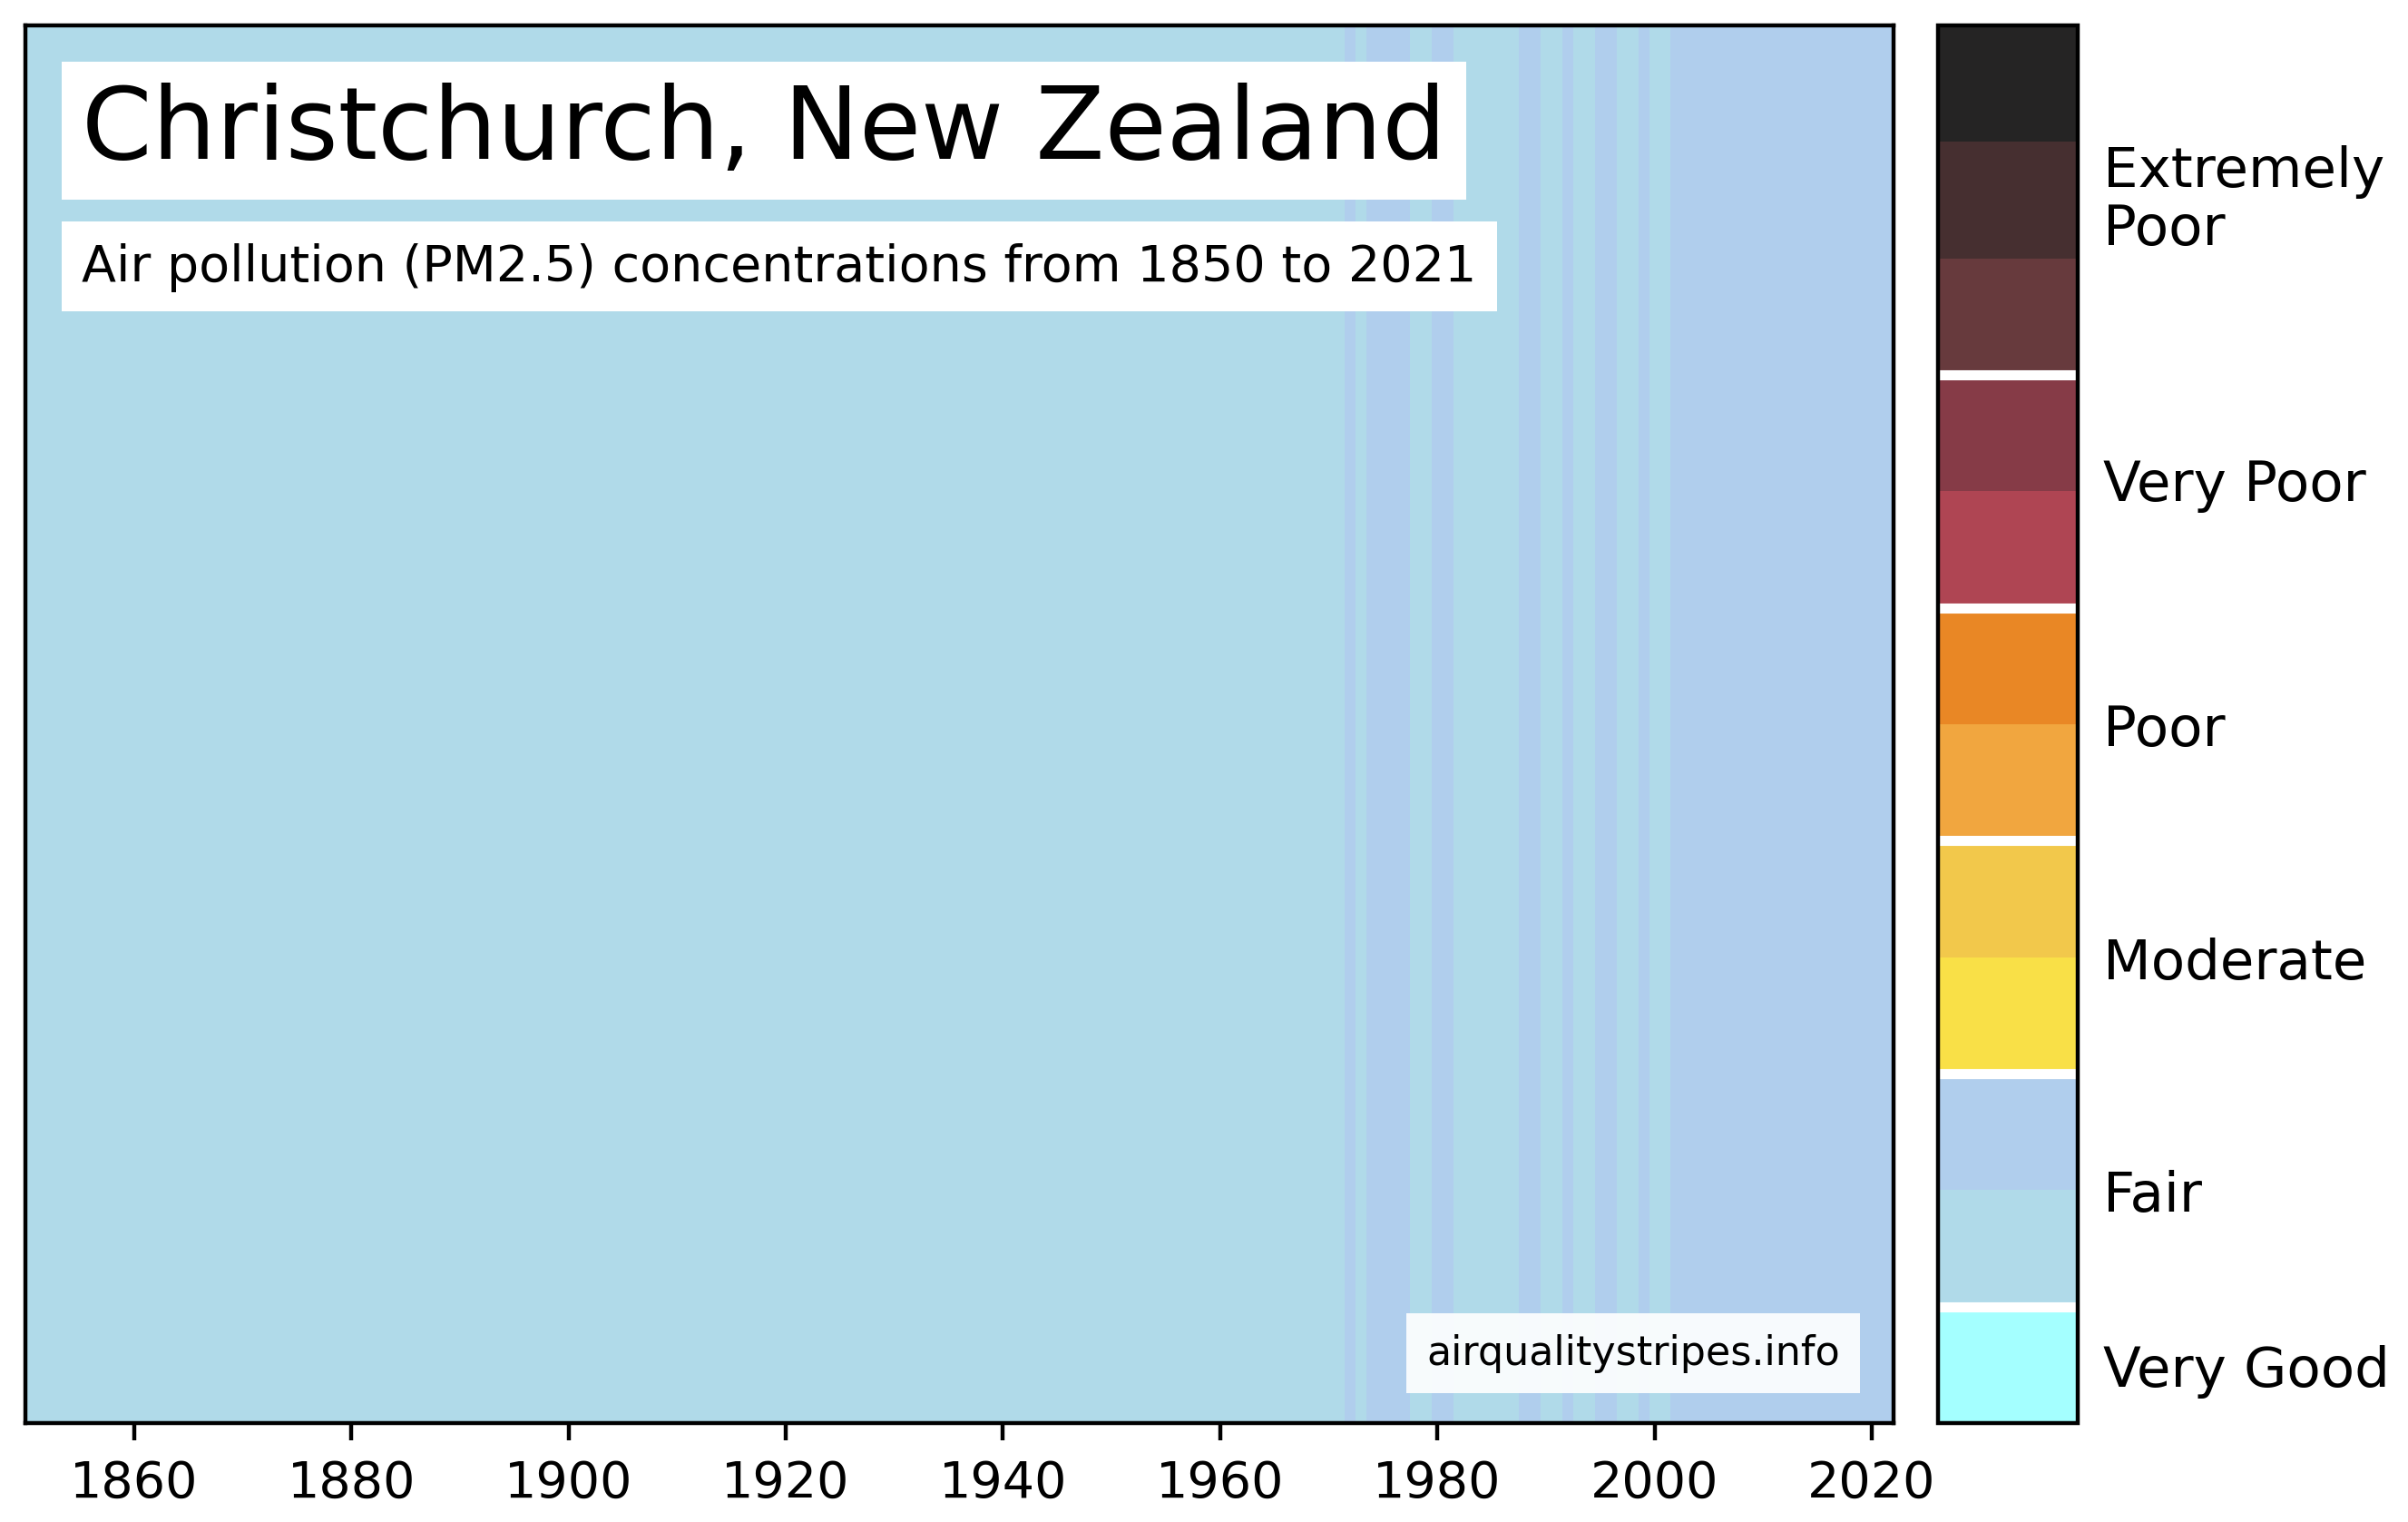 Christchurch, New Zealand
Air pollution (PM2.5) concentrations from 1850 to 2021
airqualitystripes.info
1860 1880 1900 1920 1940 1960 1980 2000 2020
Extremely
Poor
Very Poor
Poor
Moderate
Fair
Very Good